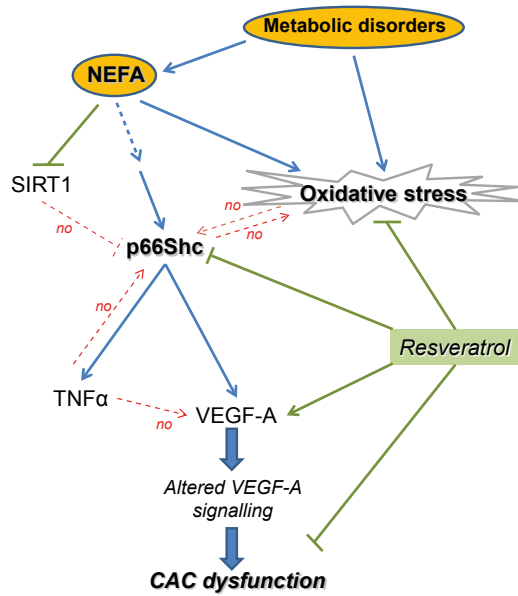 Metabolic disorders
NEFA
SIRT1
Oxidative stress
no
no
no
p66Shc
no
Resveratrol
TNFα
no
VEGF-A
Altered VEGF-A
signalling
CAC dysfunction